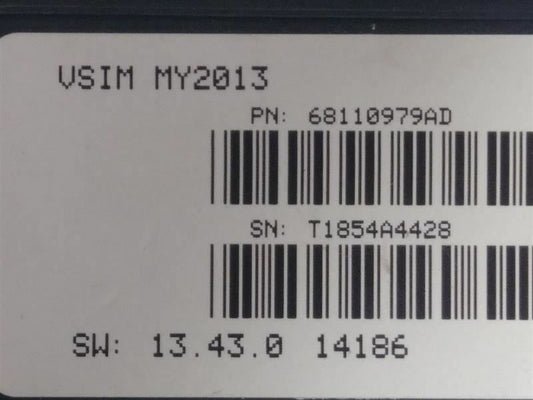 VSIM MY2013
PN: 68110979AD
SN: T1854A4428
SW: 13.43.0 14186